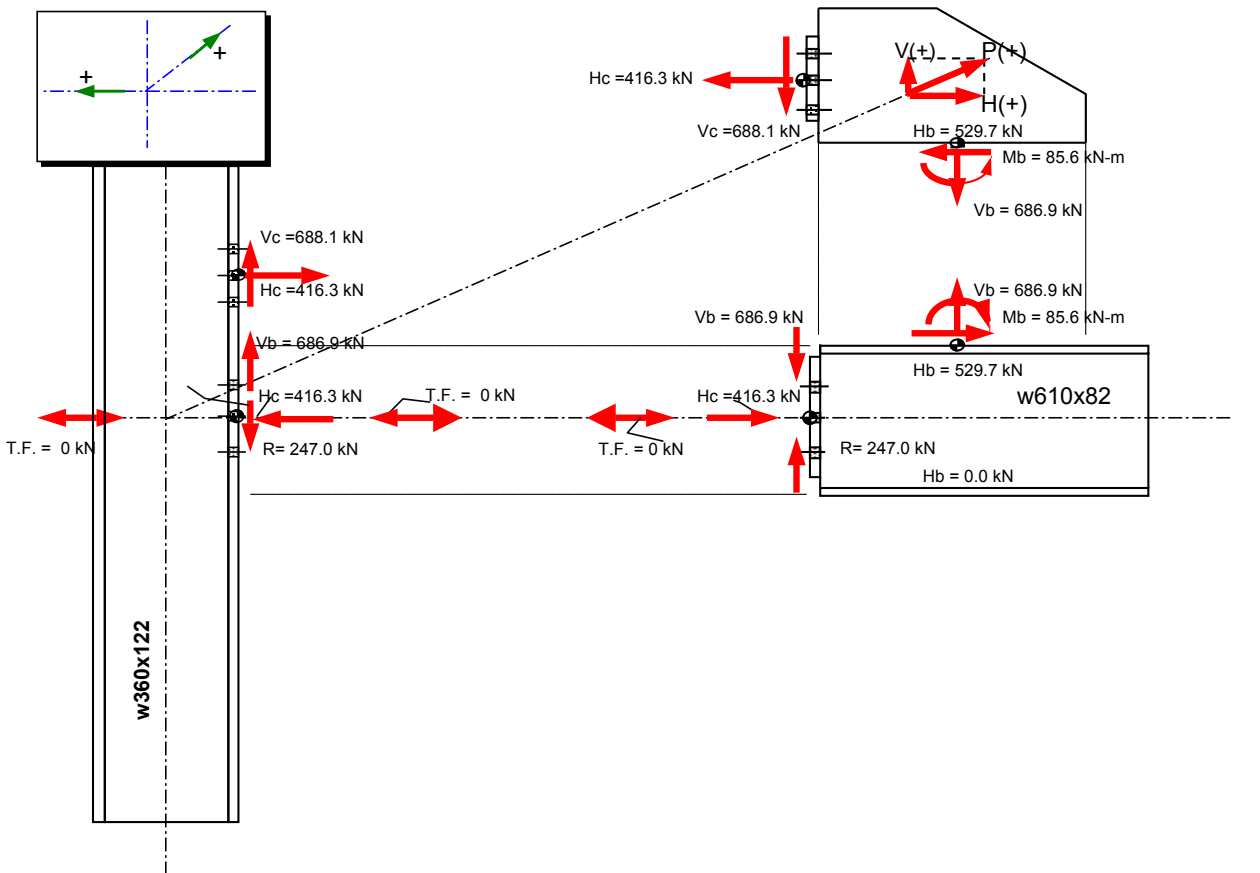 +
+
V(+)
P(+)
Hc=416.3 kN
H(+)
Vc=688.1 kN
Hb = 529.7 kN
Mb = 85.6 kN-m
Vb = 686.9 kN
Vc =688.1 kN
Hc=416.3 kN
Vb = 686.9 kN
Vb = 686.9 kN
Vb = 686.9 kN
Mb = 85.6 kN-m
Hb = 529.7 kN
Hc=416.3 kN
T.F. = 0 kN
Hc=416.3 kN
w610x82
T.F. = 0 kN
R= 247.0 kN
T.F. = 0 kN
R= 247.0 kN
Hb = 0.0 kN
w360x122